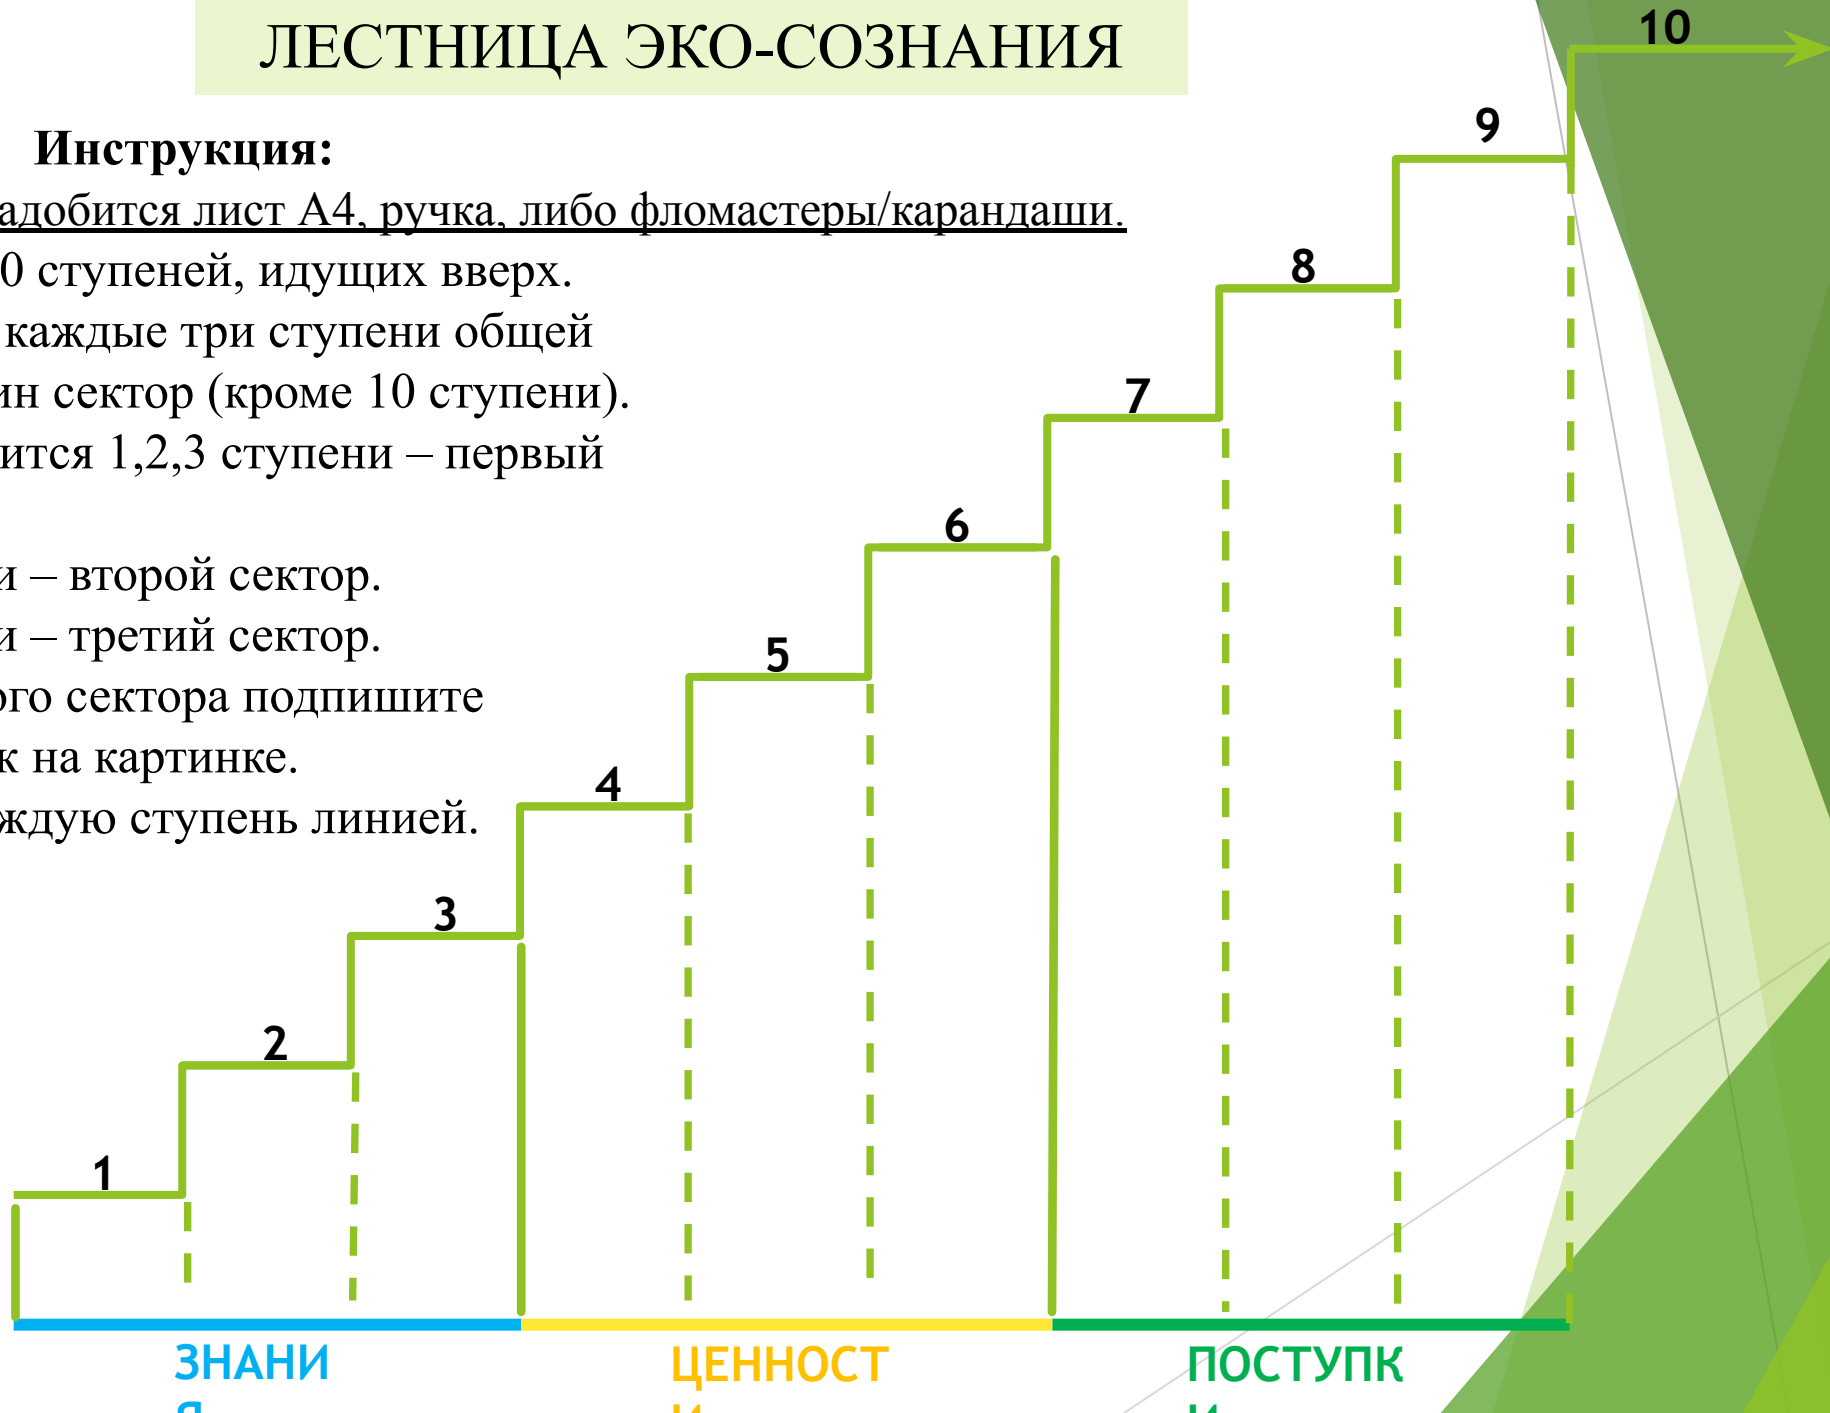 ЛЕСТНИЦА ЭКО-СОЗНАНИЯ
Инструкция:
адобится лист А4, ручка, либо фломастеры/карандаши.
0 ступеней, идущих вверх.
каждые три ступени общей
ин сектор (кроме 10 ступени).
ится 1,2,3 ступени – первый
и – второй сектор.
и – третий сектор.
ого сектора подпишите
к на картинке.
ждую ступень линией.
10
9
8
7
6
5
4
3
2
1
ЗНАНИ
Я
ЦЕННОСТ
И
ПОСТУПК
И